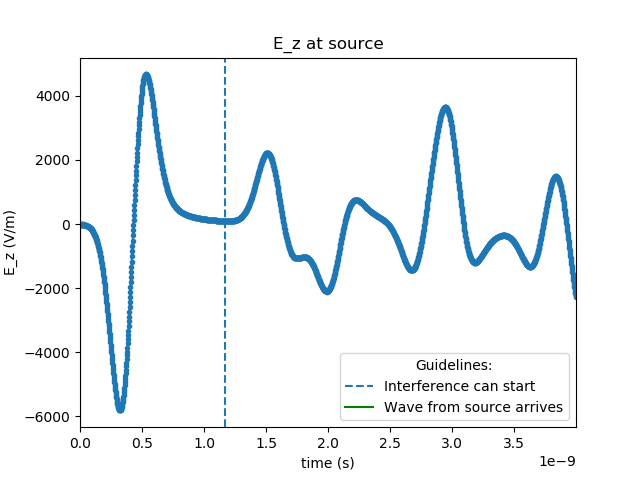 E_z at source
E_z (V/m)
4000
2000
0
−2000
−4000
−6000
Guidelines:
Interference can start
Wave from source arrives
0.0 0.5 1.0 1.5 2.0 2.5 3.0 3.5
1e−9
time (s)